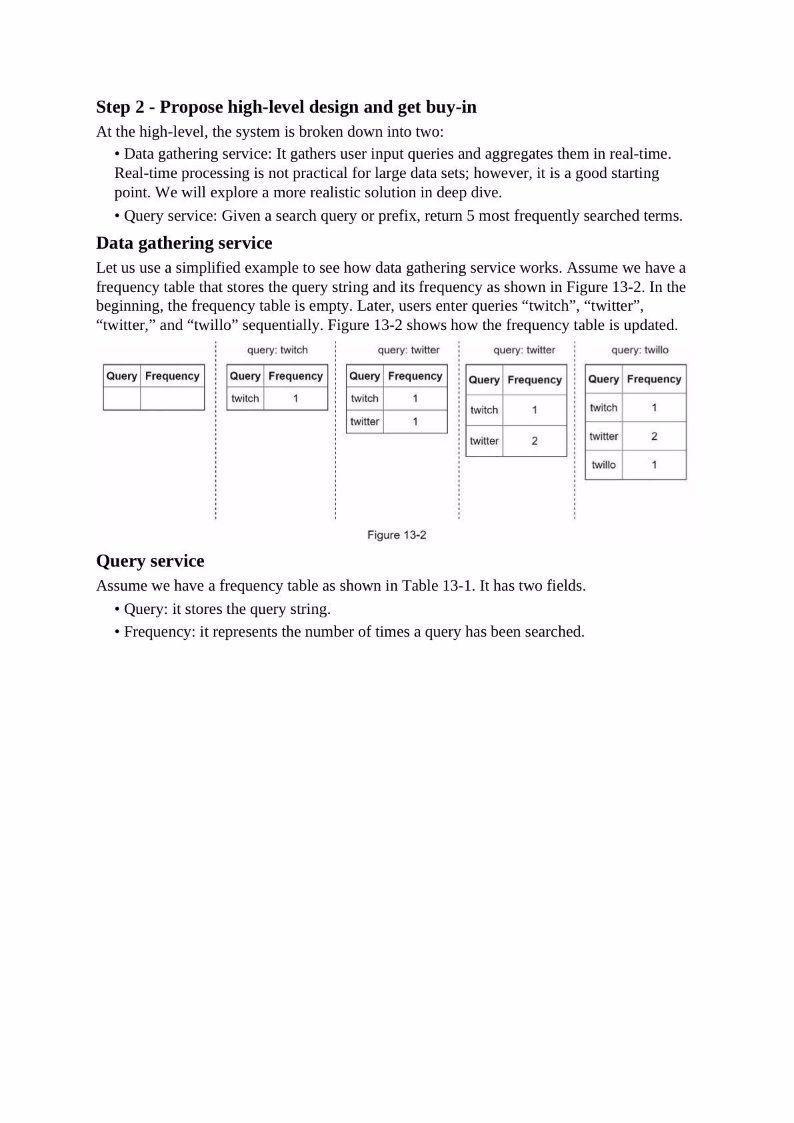 Step 2 - Propose high-level design and get buy-in
At the high-level, the system is broken down into two:
• Data gathering service: It gathers user input queries and aggregates them in real-time.
Real-time processing is not practical for large data sets; however, it is a good starting
point. We will explore a more realistic solution in deep dive.
• Query service: Given a search query or prefix, return 5 most frequently searched terms.
Data gathering service
Let us use a simplified example to see how data gathering service works. Assume we have a
frequency table that stores the query string and its frequency as shown in Figure 13-2. In the
beginning, the frequency table is empty. Later, users enter queries “twitch”, “twitter”,
“twitter,” and “twillo” sequentially. Figure 13-2 shows how the frequency table is updated.
Query Frequency
query: twitch
Query Frequency
twitch 1
query: twitter
Query Frequency
twitch 1
twitter 1
query: twitter
Query Frequency
twitch 1
twitter 2
query: twillo
Query Frequency
twitch 1
twitter 2
twillo 1
Figure 13-2
Query service
Assume we have a frequency table as shown in Table 13-1. It has two fields.
• Query: it stores the query string.
• Frequency: it represents the number of times a query has been searched.